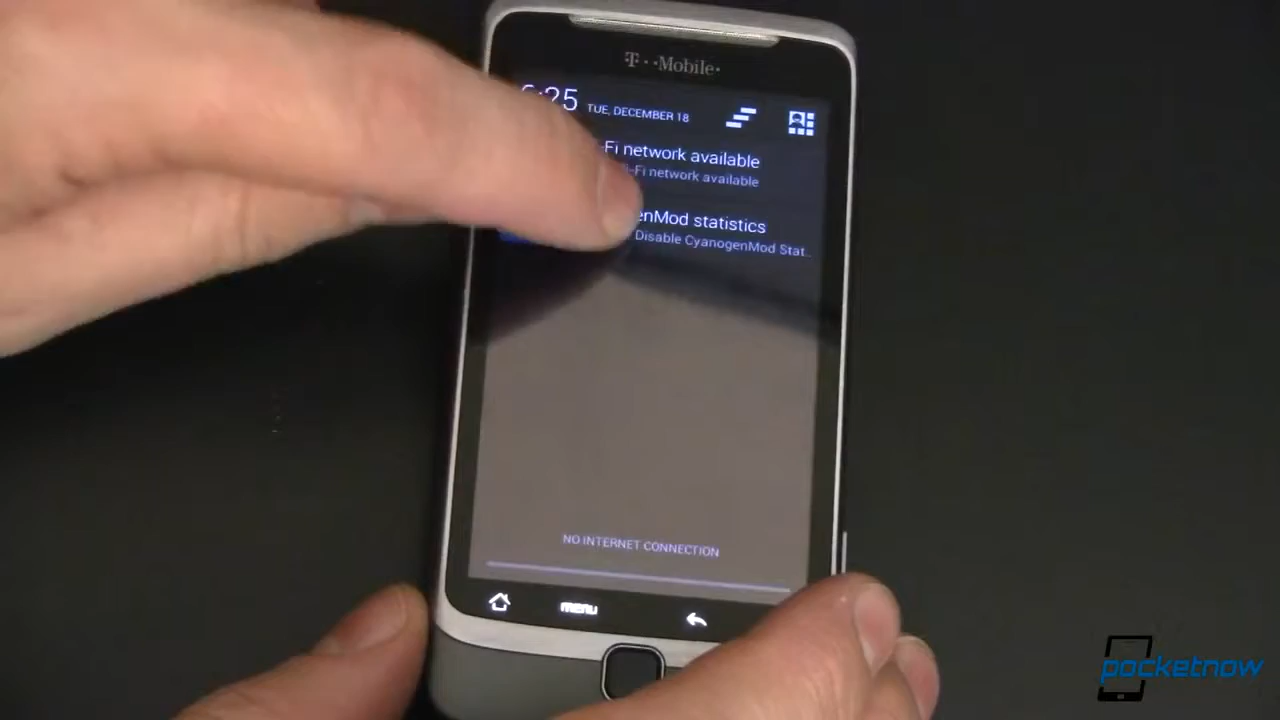 T··Mobile·
:25 TUE, DECEMBER 18
-Fi network available
i-Fi network available
enMod statistics
Disable CyanogenMod Stat..
NO INTERNET CONNECTION
menu
pocketnow